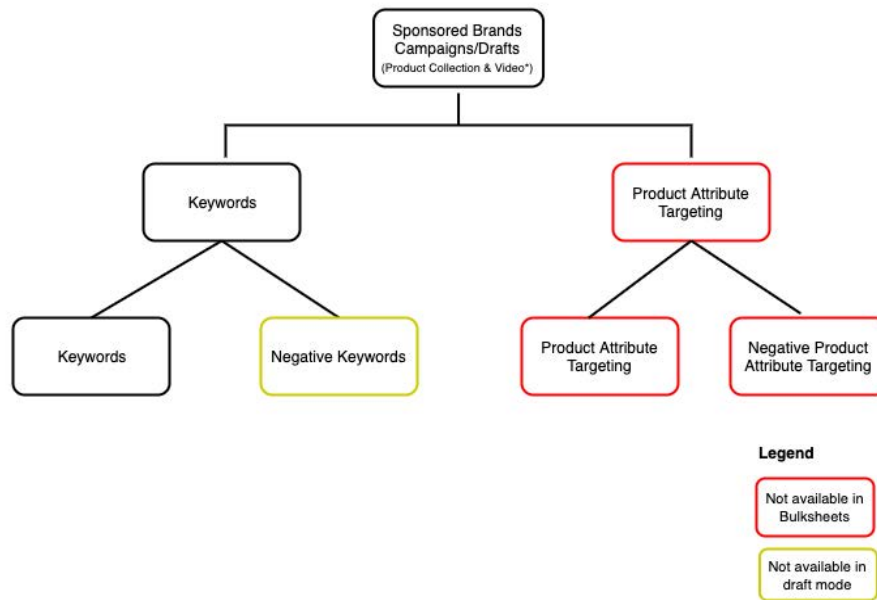 Sponsored Brands
Campaigns/Drafts
(Product Collection & Video*)
Keywords
Product Attribute
Targeting
Keywords
Negative Keywords
Product Attribute
Targeting
Negative Product
Attribute Targeting
Legend
Not available in
Bulksheets
Not available in
draft mode